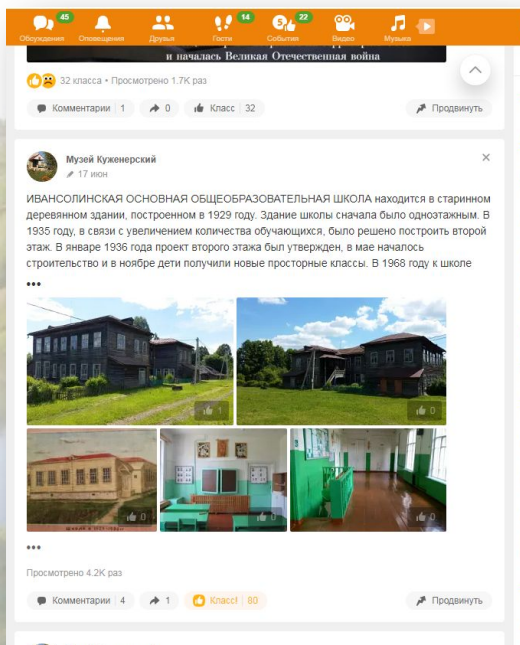 45
14
22
Обсуждения Оповещения Друзья Гости События Видео Музыка
и началась Великая Отечественная война
32 класса • Просмотрено 1.7K раз
Комментарии 1 0 Класс 32 Продвинуть
Музей Куженерский
17 июн
ИВАНСОЛИНСКАЯ ОСНОВНАЯ ОБЩЕОБРАЗОВАТЕЛЬНАЯ ШКОЛА находится в старинном
деревянном здании, построенном в 1929 году. Здание школы сначала было одноэтажным. В
1935 году, в связи с увеличением количества обучающихся, было решено построить второй
этаж. В январе 1936 года проект второго этажа был утвержден, в мае началось
строительство и в ноябре дети получили новые просторные классы. В 1968 году к школе
•••
1
0
0
0
0
•••
Просмотрено 4.2K раз
Комментарии 4 1 Класс! 80 Продвинуть